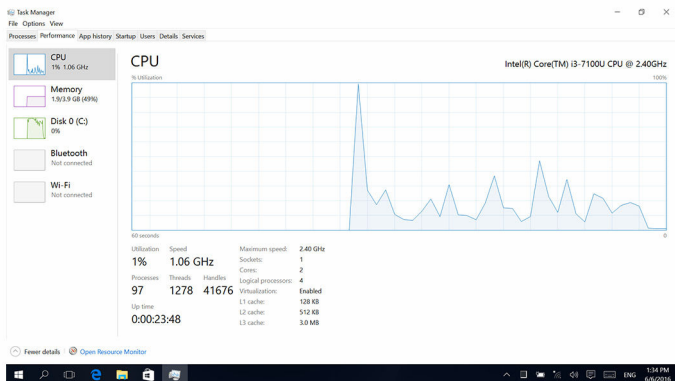 Task Manager
File Options View
Processes Performance App history Startup Users Details Services
CPU
1% 1.06 GHz
Memory
1.9/3.9 GB (49%)
Disk 0 (C:)
0%
Bluetooth
Not connected
Wi-Fi
Not connected
CPU
Intel(R) Core(TM) i3-7100U CPU @ 2.40GHz
% Utilization
100%
60 seconds
0
Utilization Speed
1% 1.06 GHz
Processes Threads Handles
97 1278 41676
Up time
0:00:23:48
Maximum speed: 2.40 GHz
Sockets: 1
Cores: 2
Logical processors: 4
Virtualization: Enabled
L1 cache: 128 KB
L2 cache: 512 KB
L3 cache: 3.0 MB
Fewer details
Open Resource Monitor
ENG
1:34 PM
6/6/2016